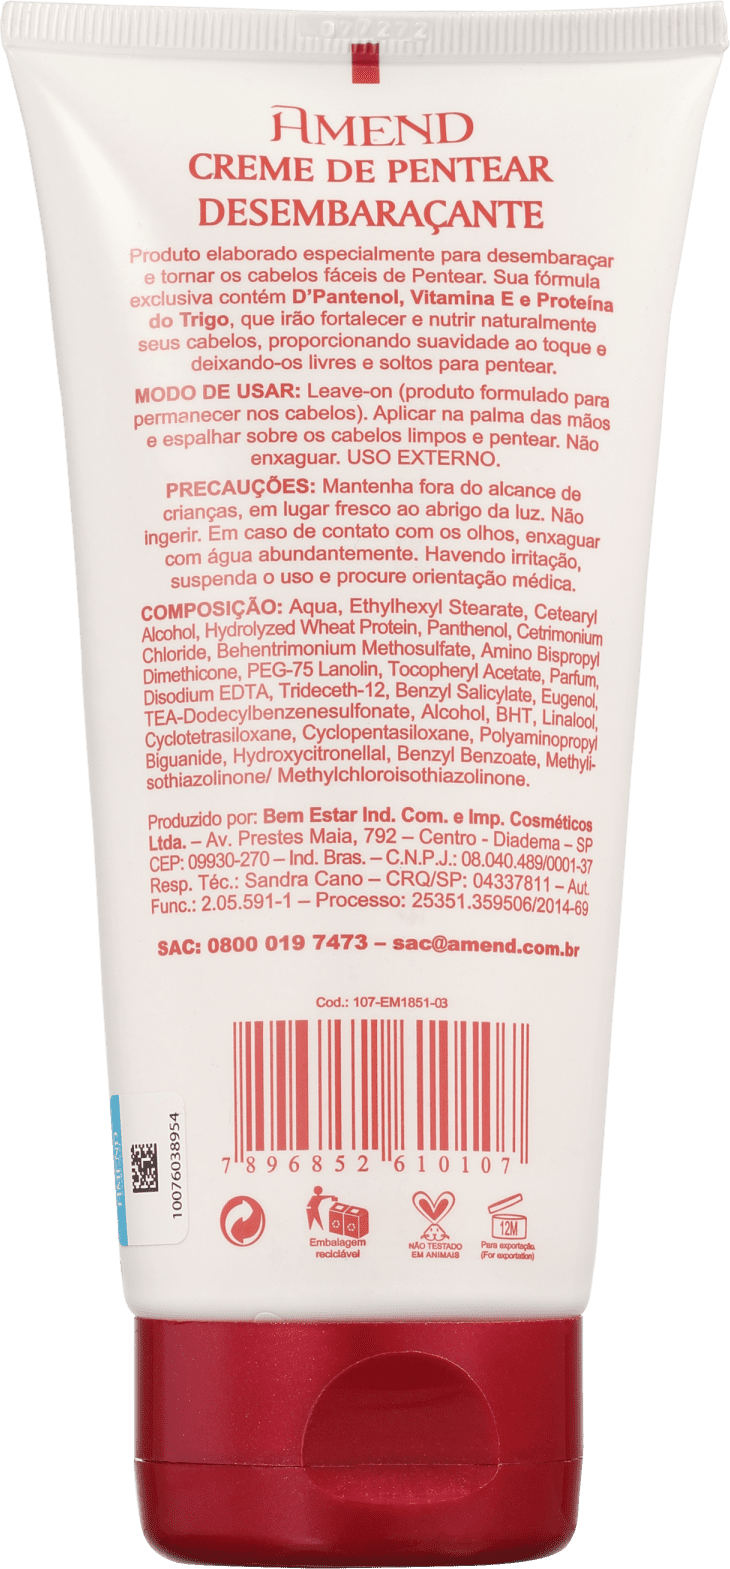 077272
AMEND
CREME DE PENTEAR
DESEMBARAÇANTE
Produto elaborado especialmente para desembaraçar
e tornar os cabelos fáceis de Pentear. Sua fórmula
exclusiva contém D'Pantenol, Vitamina E e Proteína
do Trigo, que irão fortalecer e nutrir naturalmente
seus cabelos, proporcionando suavidade ao toque e
deixando-os livres e soltos para pentear.
MODO DE USAR: Leave-on (produto formulado para
permanecer nos cabelos). Aplicar na palma das mãos
e espalhar sobre os cabelos limpos e pentear. Não
enxaguar. USO EXTERNO.
PRECAUÇÕES: Mantenha fora do alcance de
crianças, em lugar fresco ao abrigo da luz. Não
ingerir. Em caso de contato com os olhos, enxaguar
com água abundantemente. Havendo irritação,
suspenda o uso e procure orientação médica.
COMPOSIÇÃO: Aqua, Ethylhexyl Stearate, Cetearyl
Alcohol, Hydrolyzed Wheat Protein, Panthenol, Cetrimonium
Chloride, Behentrimonium Methosulfate, Amino Bispropyl
Dimethicone, PEG-75 Lanolin, Tocopheryl Acetate, Parfum,
Disodium EDTA, Trideceth-12, Benzyl Salicylate, Eugenol,
TEA-Dodecylbenzenesulfonate, Alcohol, BHT, Linalool,
Cyclotetrasiloxane, Cyclopentasiloxane, Polyaminopropyl
Biguanide, Hydroxycitronellal, Benzyl Benzoate, Methyli-
sothiazolinone/ Methylchloroisothiazolinone.
Produzido por: Bem Estar Ind. Com. e Imp. Cosméticos
Ltda. – Av. Prestes Maia, 792 – Centro - Diadema – SP
CEP: 09930-270 – Ind. Bras. – C.N.P.J.: 08.040.489/0001-37
Resp. Téc.: Sandra Cano – CRQ/SP: 04337811 – Aut.
Func.: 2.05.591-1 – Processo: 25351.359506/2014-69
SAC: 0800 019 7473 – sac@amend.com.br
Cod.: 107-EM1851-03
7 896852 610107
AMEND
10076038954
Embalagem
reciclável
NÃO TESTADO
EM ANIMAIS
12M
Para exportação
(For exportation)